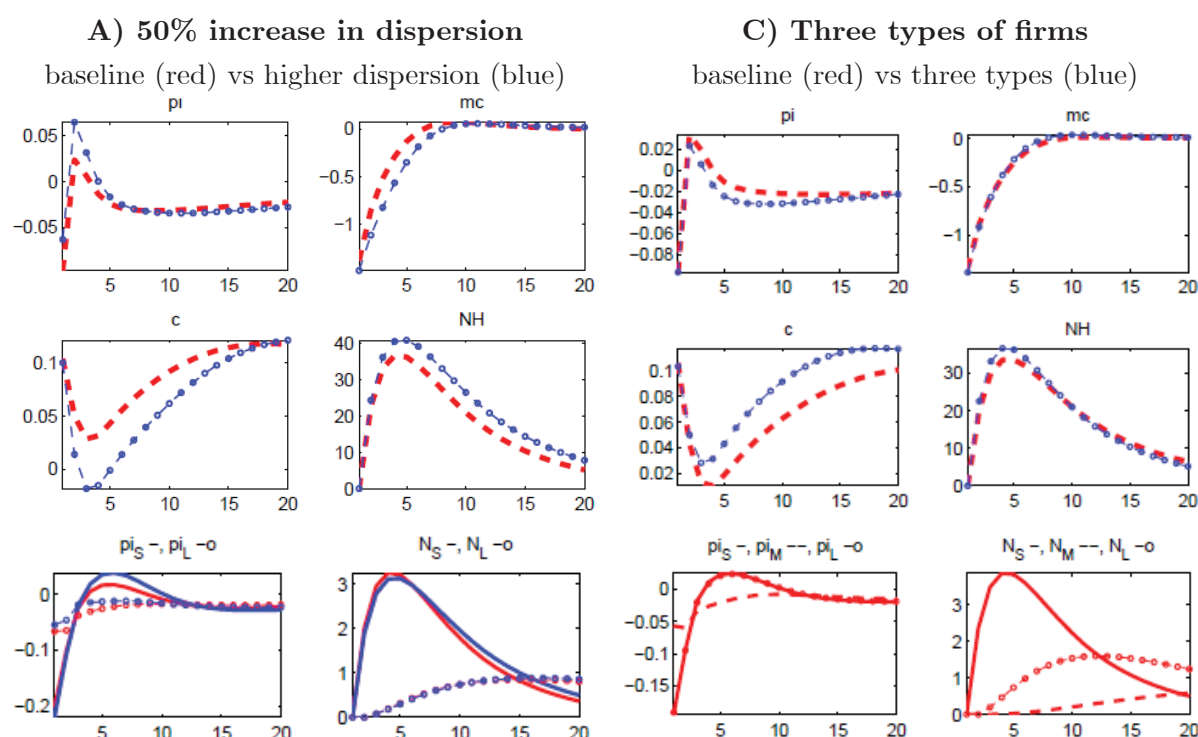 A) 50% increase in dispersion
baseline (red) vs higher dispersion (blue)
pi
0.05
0
−0.05
5 10 15 20
mc
0
−0.5
−1
5 10 15 20
c
0.1
0.05
0
5 10 15 20
NH
40
30
20
10
0
5 10 15 20
pi_S −, pi_L −o
0
−0.1
−0.2
5 10 15 20
N_S −, N_L −o
3
2
1
0
5 10 15 20
C) Three types of firms
baseline (red) vs three types (blue)
pi
0.02
0
−0.02
−0.04
−0.06
−0.08
5 10 15 20
mc
0
−0.5
−1
5 10 15 20
c
0.1
0.08
0.06
0.04
0.02
5 10 15 20
NH
30
20
10
0
5 10 15 20
pi_S −, pi_M −−, pi_L −o
0
−0.05
−0.1
−0.15
5 10 15 20
N_S −, N_M −−, N_L −o
3
2
1
0
5 10 15 20